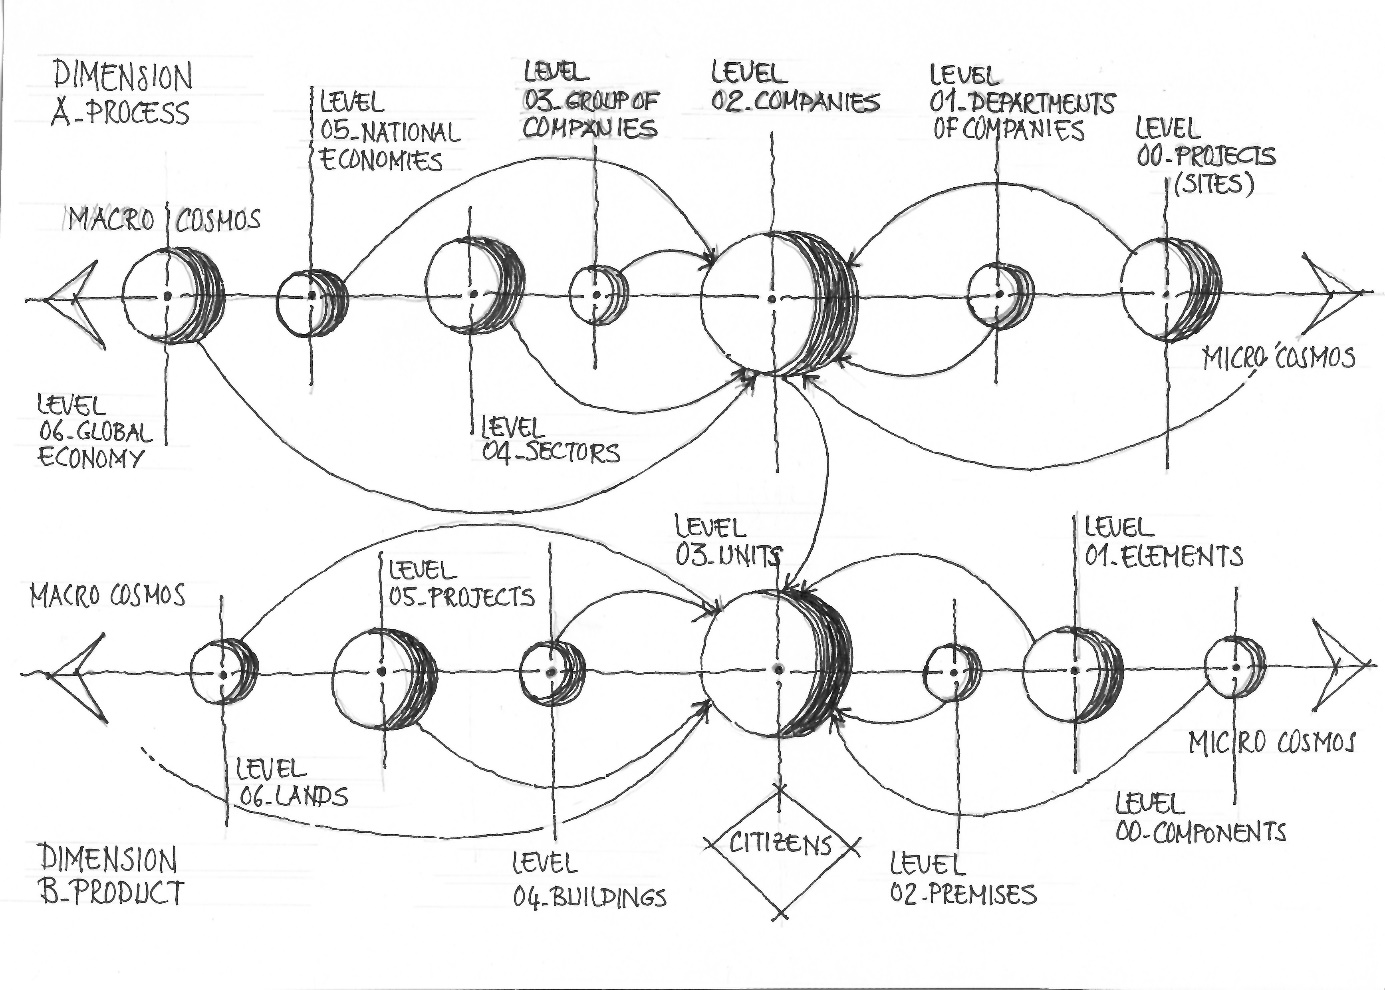 DIMENSION
A_PROCESS
LEVEL
05_NATIONAL
ECONOMIES
LEVEL
03_GROUP OF
COMPANIES
LEVEL
02_COMPANIES
LEVEL
01_DEPARTMENTS
OF COMPANIES
LEVEL
00_PROJECTS
(SITES)
MACRO COSMOS
MICRO COSMOS
LEVEL
06_GLOBAL
ECONOMY
LEVEL
04_SECTORS
LEVEL
03_UNITS
LEVEL
01_ELEMENTS
MACRO COSMOS
LEVEL
05_PROJECTS
MICRO COSMOS
LEVEL
06_LANDS
LEVEL
00_COMPONENTS
CITIZENS
DIMENSION
B_PRODUCT
LEVEL
04_BUILDINGS
LEVEL
02_PREMISES